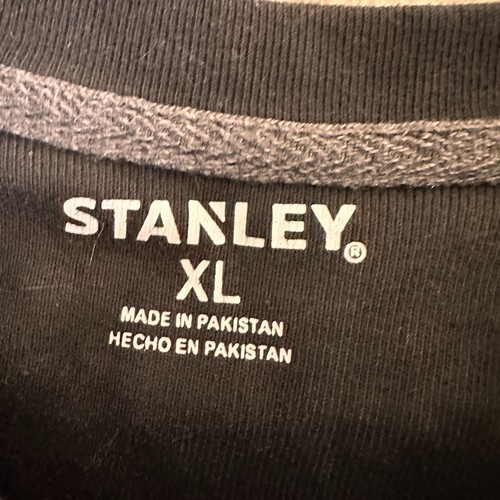 STANLEY®
XL
MADE IN PAKISTAN
HECHO EN PAKISTAN